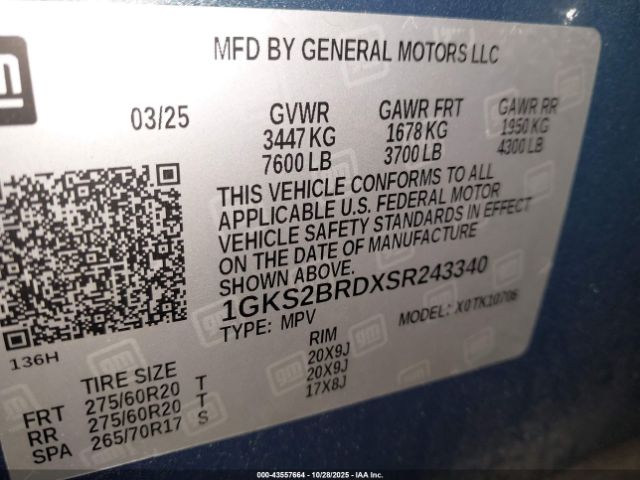 gm
MFD BY GENERAL MOTORS LLC
03/25 GVWR GAWR FRT GAWR RR
3447 KG 1678 KG 1950 KG
7600 LB 3700 LB 4300 LB
THIS VEHICLE CONFORMS TO ALL
APPLICABLE U.S. FEDERAL MOTOR
VEHICLE SAFETY STANDARDS IN EFFECT
ON THE DATE OF MANUFACTURE
SHOWN ABOVE.
1GKS2BRDXSR243340
TYPE: MPV MODEL: X0TK10706
136H
TIRE SIZE RIM
FRT 275/60R20 T 20X9J
RR 275/60R20 T 20X9J
SPA 265/70R17 S 17X8J
000-43557664 | 10/28/2025 | IAA Inc.